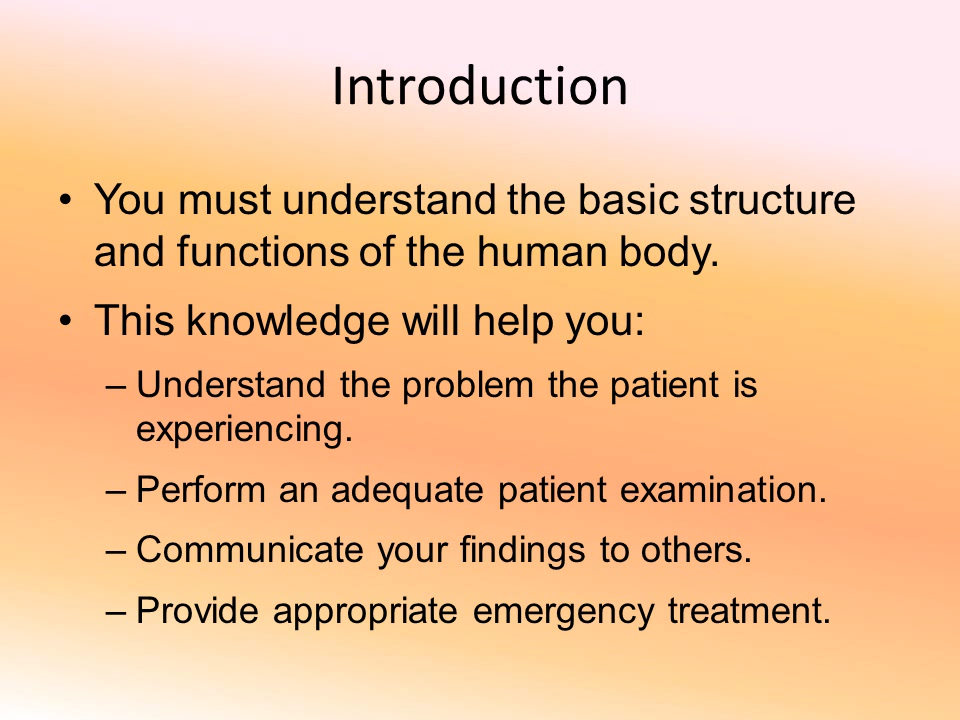 Introduction
• You must understand the basic structure
and functions of the human body.
• This knowledge will help you:
– Understand the problem the patient is
experiencing.
– Perform an adequate patient examination.
– Communicate your findings to others.
– Provide appropriate emergency treatment.